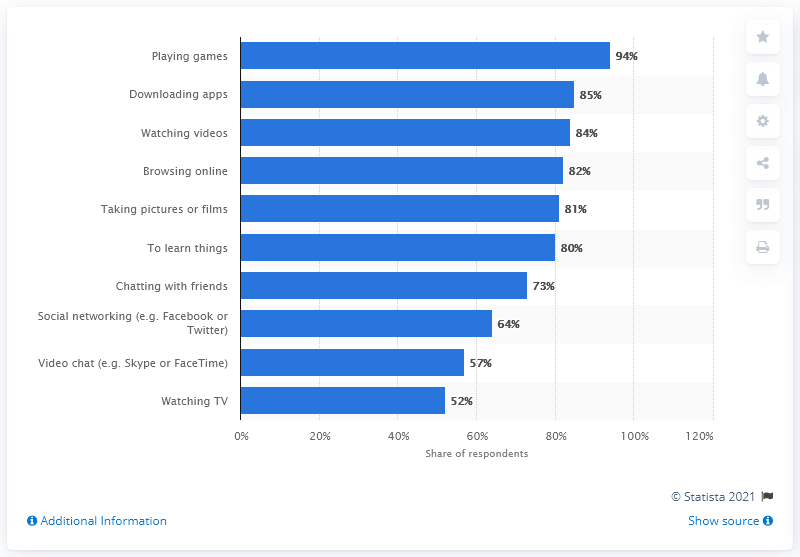 Playing games 94%
Downloading apps 85%
Watching videos 84%
Browsing online 82%
Taking pictures or films 81%
To learn things 80%
Chatting with friends 73%
Social networking (e.g. Facebook or
Twitter) 64%
Video chat (e.g. Skype or FaceTime) 57%
Watching TV 52%
0% 20% 40% 60% 80% 100% 120%
Share of respondents
© Statista 2021
Additional Information Show source